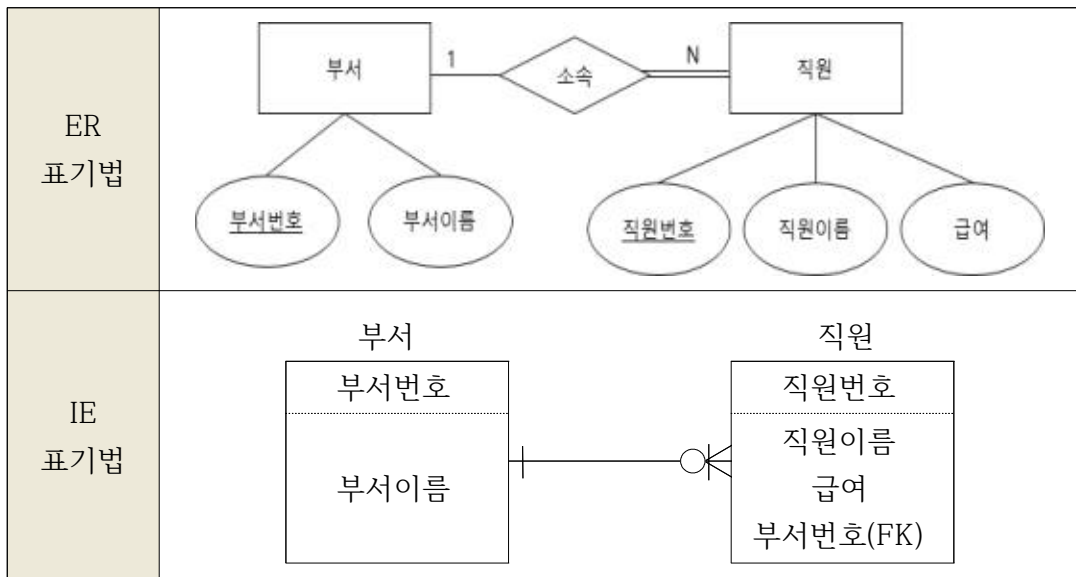 ER
표기법
부서
1
소속
N
직원
부서번호
부서이름
직원번호
직원이름
급여
IE
표기법
부서
부서번호
부서이름
직원
직원번호
직원이름
급여
부서번호(FK)